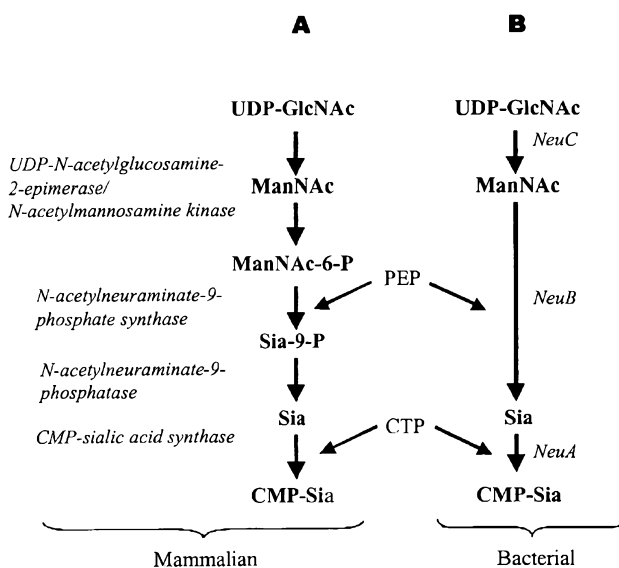 A B
UDP-GlcNAc UDP-GlcNAc
NeuC
UDP-N-acetylglucosamine-
2-epimerase/
N-acetylmannosamine kinase
ManNAc ManNAc
ManNAc-6-P
PEP
N-acetylneuraminate-9-
phosphate synthase
NeuB
Sia-9-P
N-acetylneuraminate-9-
phosphatase
Sia Sia
CTP
CMP-sialic acid synthase
NeuA
CMP-Sia CMP-Sia
Mammalian Bacterial